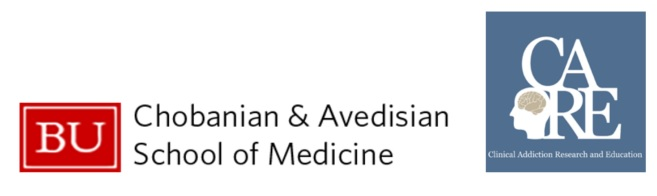 BU
Chobanian & Avedisian
School of Medicine
CA
RE
Clinical Addiction Research and Education